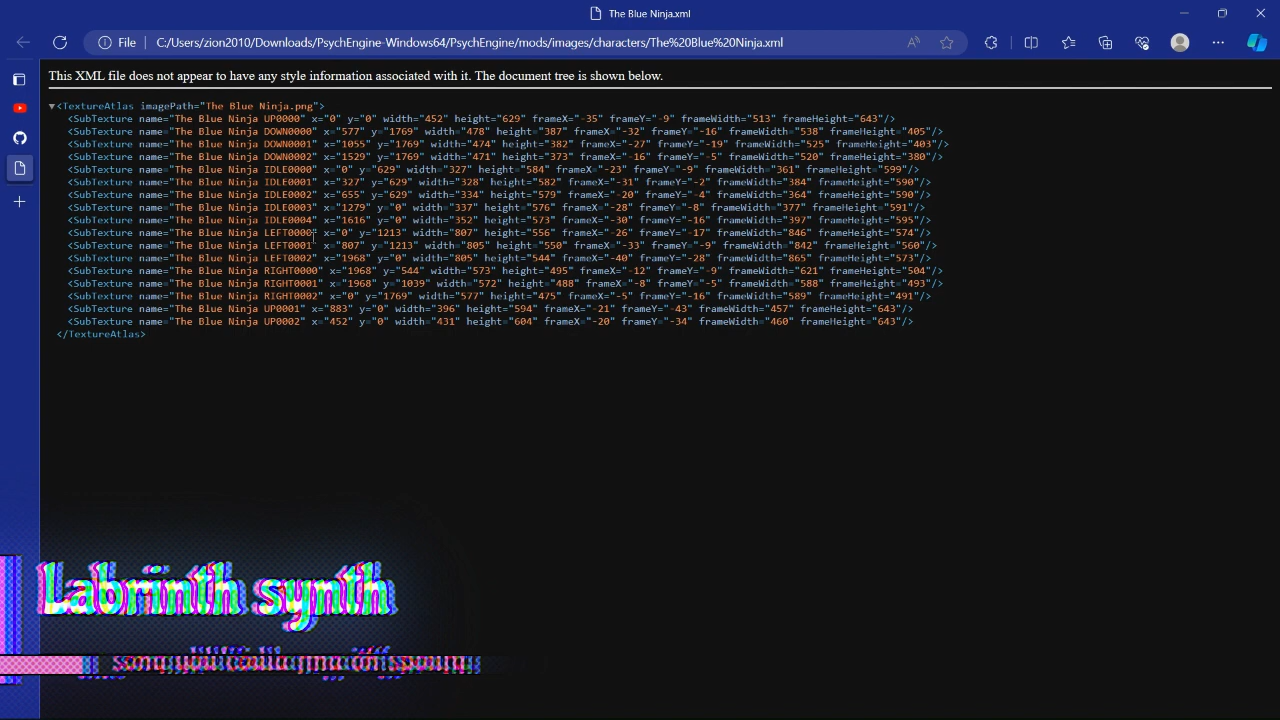 The Blue Ninja.xml
File C:/Users/zion2010/Downloads/PsychEngine-Windows64/PsychEngine/mods/images/characters/The%20Blue%20Ninja.xml
This XML file does not appear to have any style information associated with it. The document tree is shown below.
<TextureAtlas imagePath="The Blue Ninja.png">
<SubTexture name="The Blue Ninja UP0000" x="0" y="0" width="452" height="629" frameX="-35" frameY="-9" frameWidth="513" frameHeight="643"/>
<SubTexture name="The Blue Ninja DOWN0000" x="577" y="1769" width="478" height="387" frameX="-32" frameY="-16" frameWidth="538" frameHeight="405"/>
<SubTexture name="The Blue Ninja DOWN0001" x="1055" y="1769" width="474" height="382" frameX="-27" frameY="-19" frameWidth="525" frameHeight="403"/>
<SubTexture name="The Blue Ninja DOWN0002" x="1529" y="1769" width="471" height="373" frameX="-16" frameY="-5" frameWidth="520" frameHeight="380"/>
<SubTexture name="The Blue Ninja IDLE0000" x="0" y="629" width="327" height="584" frameX="-23" frameY="-9" frameWidth="361" frameHeight="599"/>
<SubTexture name="The Blue Ninja IDLE0001" x="327" y="629" width="328" height="582" frameX="-31" frameY="-2" frameWidth="384" frameHeight="590"/>
<SubTexture name="The Blue Ninja IDLE0002" x="655" y="629" width="334" height="579" frameX="-20" frameY="-4" frameWidth="364" frameHeight="590"/>
<SubTexture name="The Blue Ninja IDLE0003" x="1279" y="0" width="337" height="576" frameX="-28" frameY="-8" frameWidth="377" frameHeight="591"/>
<SubTexture name="The Blue Ninja IDLE0004" x="1616" y="0" width="352" height="573" frameX="-30" frameY="-16" frameWidth="397" frameHeight="595"/>
<SubTexture name="The Blue Ninja LEFT0000" x="0" y="1213" width="807" height="556" frameX="-26" frameY="-17" frameWidth="846" frameHeight="574"/>
<SubTexture name="The Blue Ninja LEFT0001" x="807" y="1213" width="805" height="550" frameX="-33" frameY="-9" frameWidth="842" frameHeight="560"/>
<SubTexture name="The Blue Ninja LEFT0002" x="1968" y="0" width="805" height="544" frameX="-40" frameY="-28" frameWidth="865" frameHeight="573"/>
<SubTexture name="The Blue Ninja RIGHT0000" x="1968" y="544" width="573" height="495" frameX="-12" frameY="-9" frameWidth="621" frameHeight="504"/>
<SubTexture name="The Blue Ninja RIGHT0001" x="1968" y="1039" width="572" height="488" frameX="-8" frameY="-5" frameWidth="588" frameHeight="493"/>
<SubTexture name="The Blue Ninja RIGHT0002" x="0" y="1769" width="577" height="475" frameX="-5" frameY="-16" frameWidth="589" frameHeight="491"/>
<SubTexture name="The Blue Ninja UP0001" x="883" y="0" width="396" height="594" frameX="-21" frameY="-43" frameWidth="457" frameHeight="643"/>
<SubTexture name="The Blue Ninja UP0002" x="452" y="0" width="431" height="604" frameX="-20" frameY="-34" frameWidth="460" frameHeight="643"/>
</TextureAtlas>
Labrinth synth